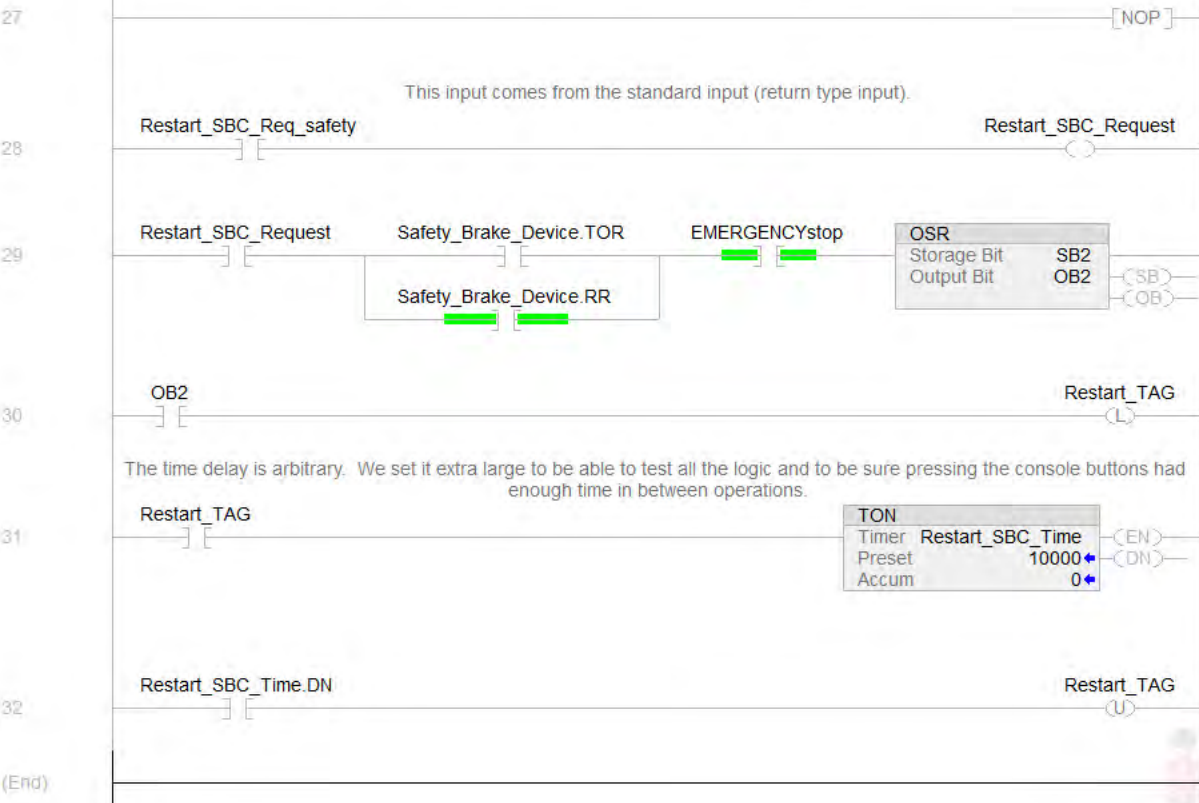 27
[NOP]
This input comes from the standard input (return type input).
Restart_SBC_Req_safety
Restart_SBC_Request
28
Restart_SBC_Request
Safety_Brake_Device.TOR
EMERGENCYstop
OSR
29
Storage Bit SB2
Output Bit OB2
(SB)
Safety_Brake_Device.RR
(OB)
OB2
Restart_TAG
30
(L)
The time delay is arbitrary. We set it extra large to be able to test all the logic and to be sure pressing the console buttons had
enough time in between operations.
Restart_TAG
TON
31
Timer Restart_SBC_Time
(EN)
Preset 10000
(DN)
Accum 0
Restart_SBC_Time.DN
Restart_TAG
32
(U)
(End)